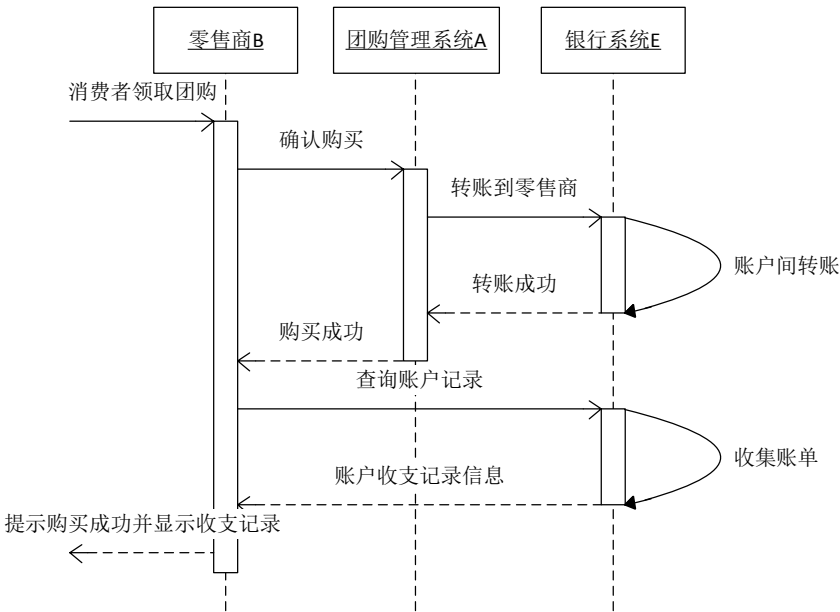 零售商B
团购管理系统A
银行系统E
消费者领取团购
确认购买
转账到零售商
账户间转账
转账成功
购买成功
查询账户记录
收集账单
账户收支记录信息
提示购买成功并显示收支记录